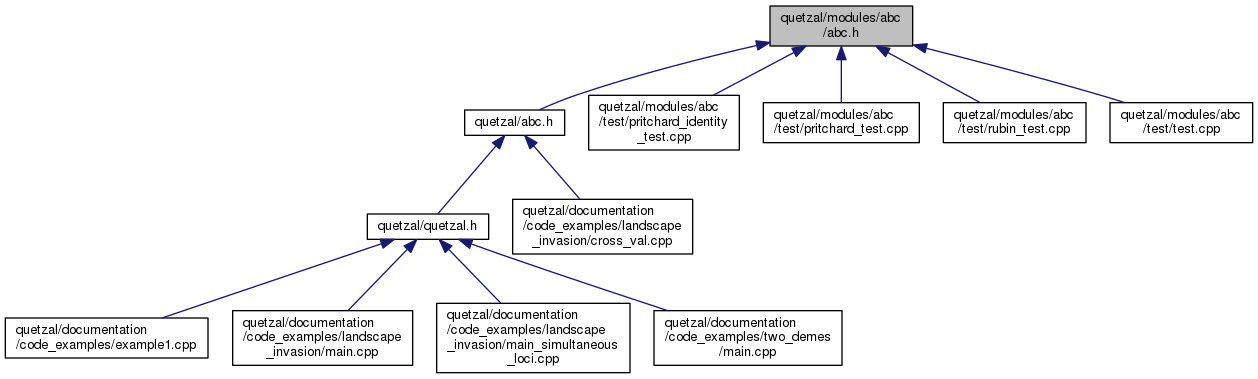 quetzal/modules/abc
/abc.h
quetzal/abc.h
quetzal/modules/abc
/test/pritchard_identity
_test.cpp
quetzal/modules/abc
/test/pritchard_test.cpp
quetzal/modules/abc
/test/rubin_test.cpp
quetzal/modules/abc
/test/test.cpp
quetzal/quetzal.h
quetzal/documentation
/code_examples/landscape
_invasion/cross_val.cpp
quetzal/documentation
/code_examples/example1.cpp
quetzal/documentation
/code_examples/landscape
_invasion/main.cpp
quetzal/documentation
/code_examples/landscape
_invasion/main_simultaneous
_loci.cpp
quetzal/documentation
/code_examples/two_demes
/main.cpp